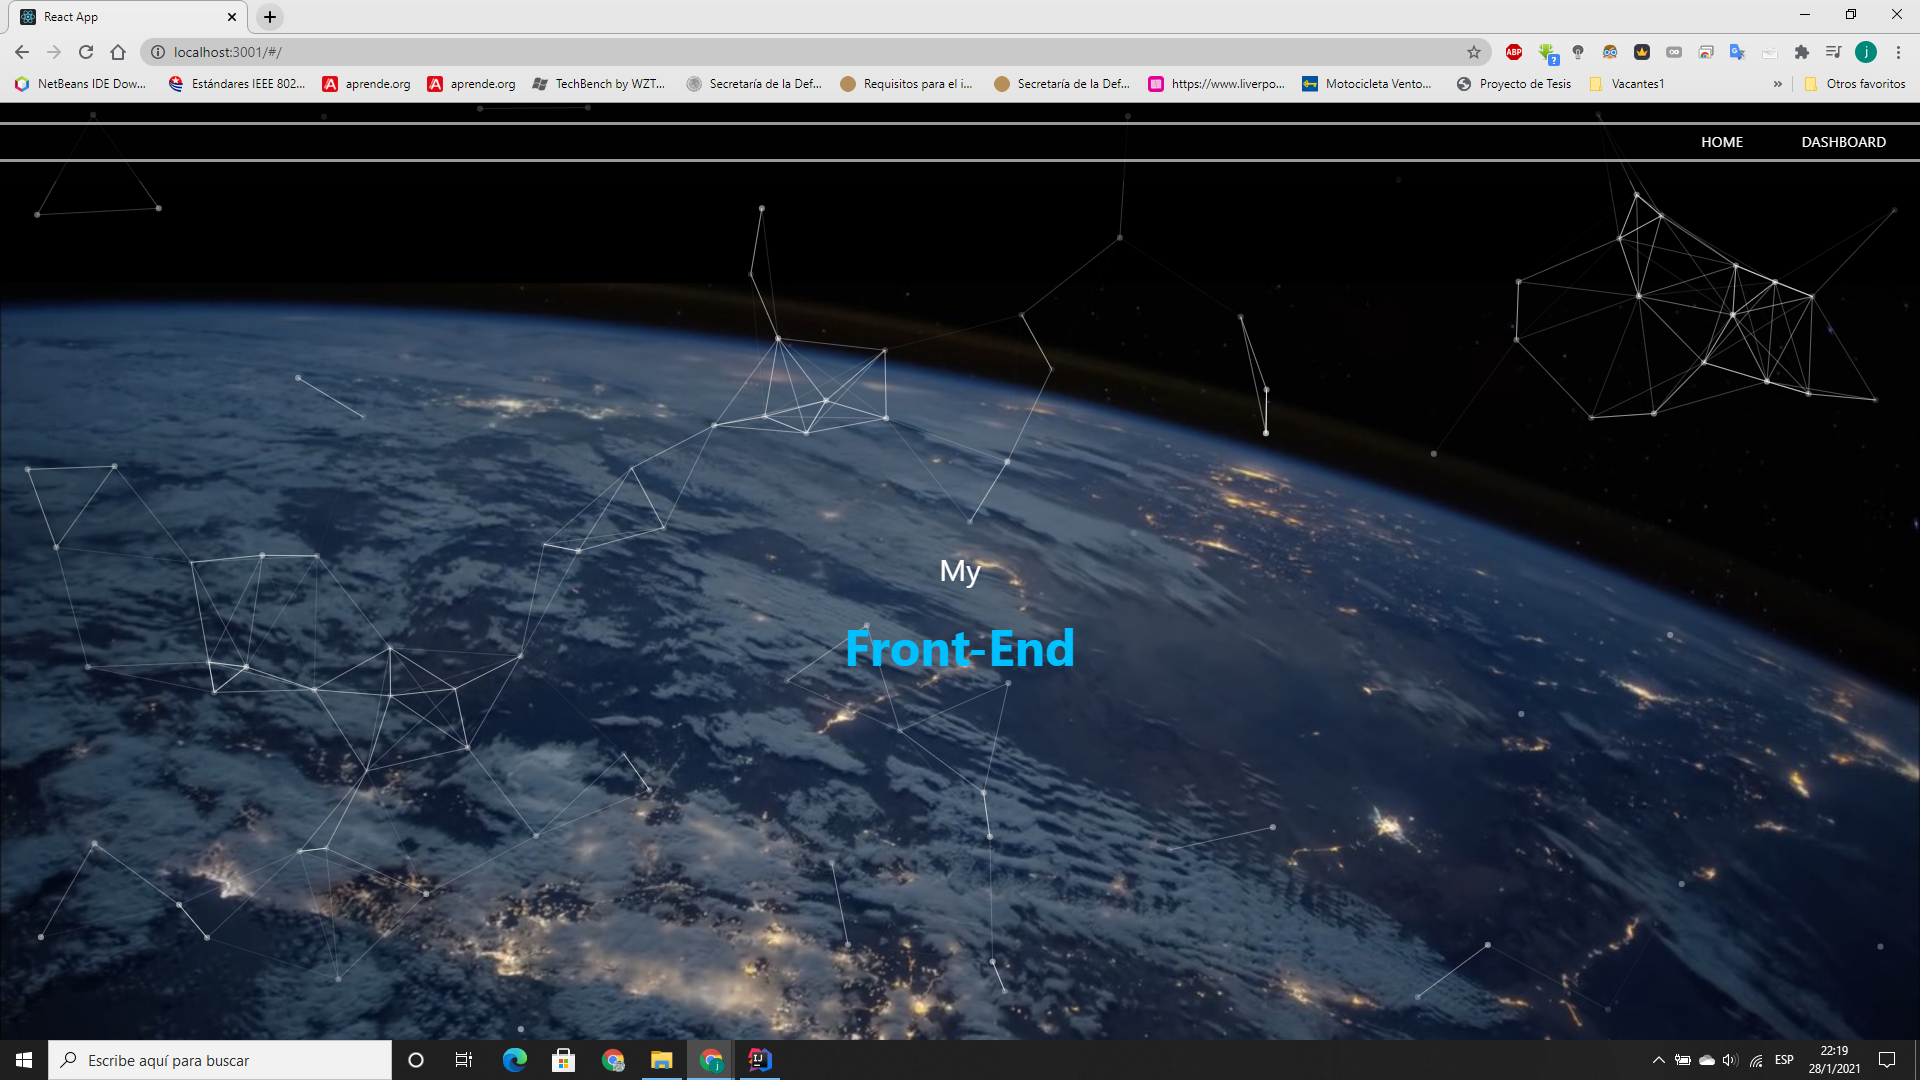 React App
localhost:3001/#/
ABP
?
j
NetBeans IDE Dow...
Estándares IEEE 802...
aprende.org
aprende.org
TechBench by WZT...
Secretaría de la Def...
Requisitos para el i...
Secretaría de la Def...
https://www.liverpo...
Motocicleta Vento...
Proyecto de Tesis
Vacantes1
»
Otros favoritos
HOME
DASHBOARD
My
Front-End
Escribe aquí para buscar
j
IJ
ESP
22:19
28/1/2021